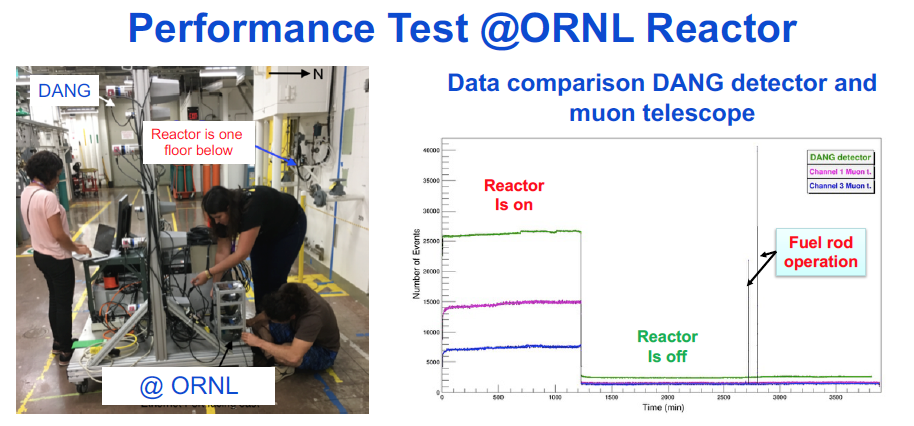 Performance Test @ORNL Reactor
DANG
N
Reactor is one
floor below
@ ORNL
Data comparison DANG detector and
muon telescope
DANG detector
Channel 1 Muon t.
Channel 3 Muon t.
Reactor
Is on
Fuel rod
operation
Reactor
Is off
Number of Events
40000
35000
30000
25000
20000
15000
10000
5000
0
0
500
1000
1500
2000
2500
3000
3500
Time (min)